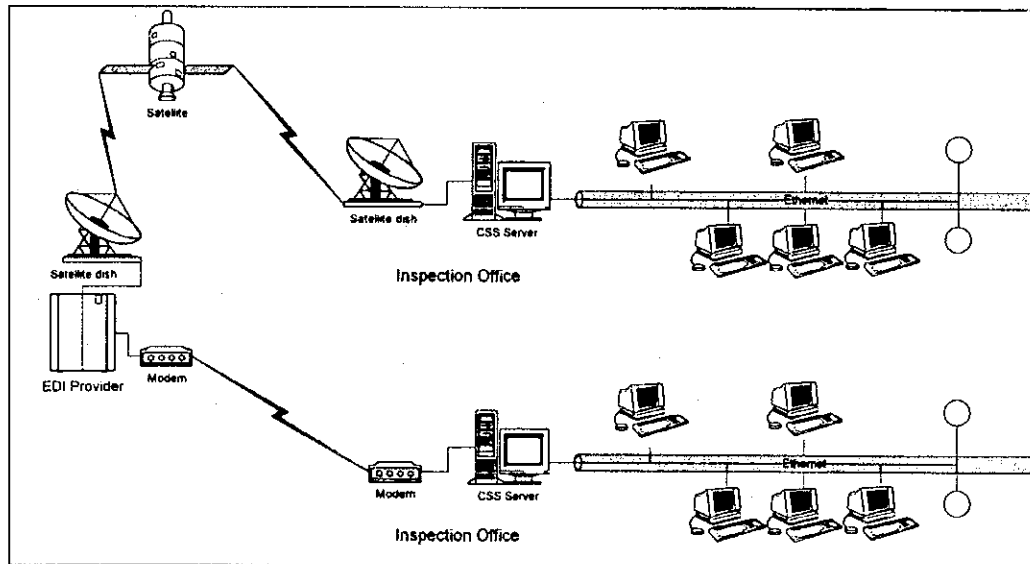 Satellite
Satellite dish
CSS Server
Ethernet
Inspection Office
Satellite dish
EDI Provider
Modem
Modem
CSS Server
Ethernet
Inspection Office